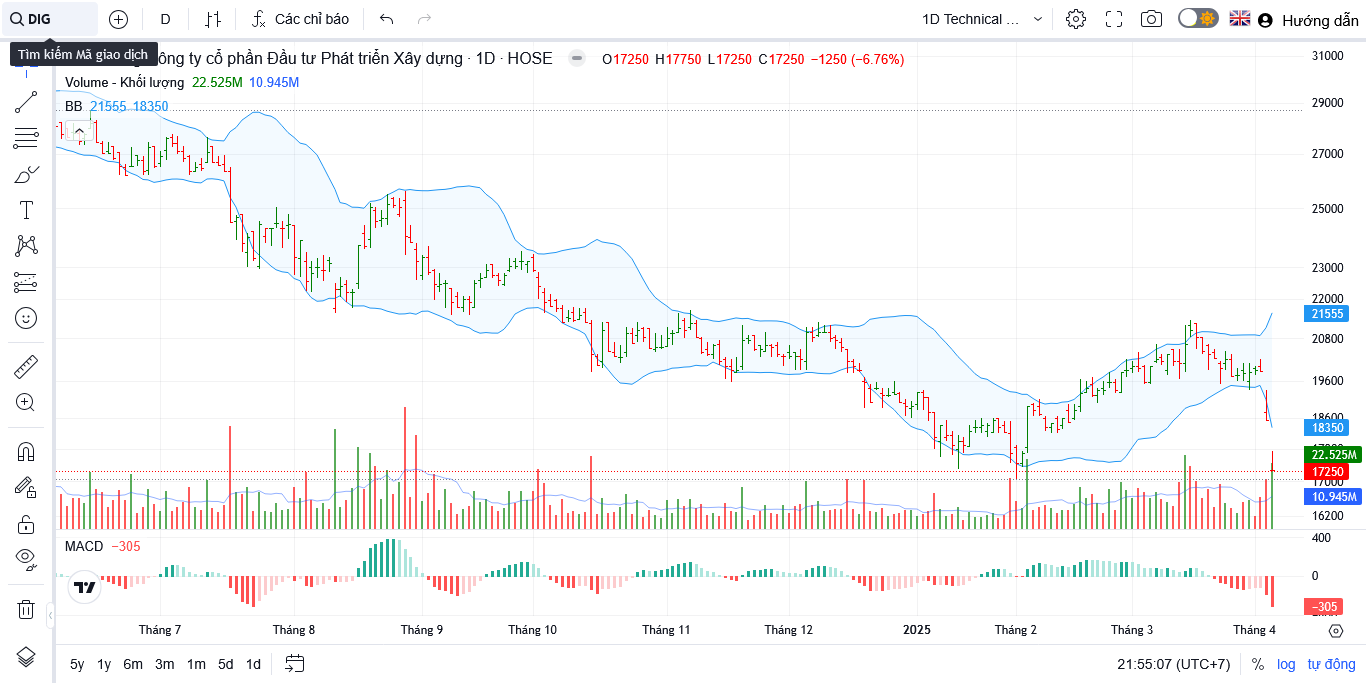 DIG
D
Các chỉ báo
1D Technical ...
Hướng dẫn
Tìm kiếm Mã giao dịch
ông ty cổ phần Đầu tư Phát triển Xây dựng · 1D · HOSE
O17250 H17750 L17250 C17250 −1250 (−6.76%)
Volume - Khối lượng 22.525M 10.945M
BB 21555 18350
31000
29000
27000
25000
23000
22000
21555
20800
19600
18600
18350
22.525M
17250
17000
10.945M
16200
MACD −305
400
0
−305
Tháng 7 Tháng 8 Tháng 9 Tháng 10 Tháng 11 Tháng 12 2025 Tháng 2 Tháng 3 Tháng 4
5y 1y 6m 3m 1m 5d 1d
21:55:07 (UTC+7) % log tự động